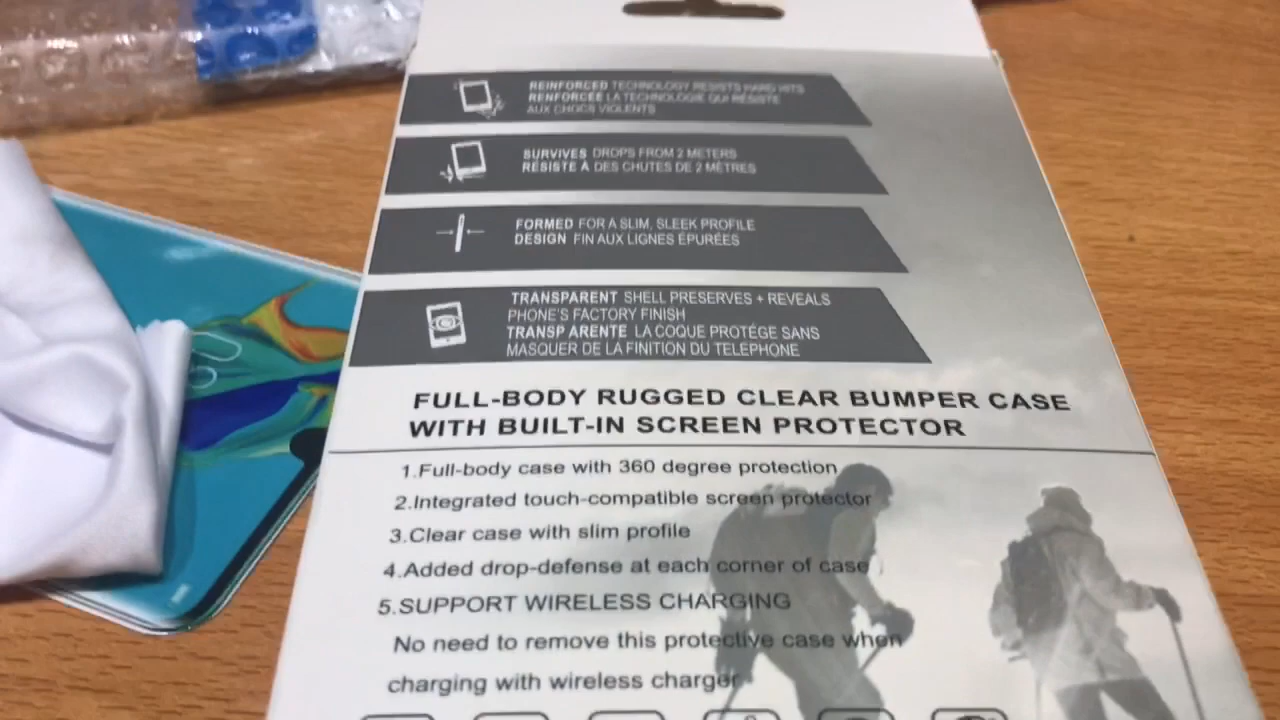 REINFORCED TECHNOLOGY RESISTS HARD HITS
RENFORCÉE LA TECHNOLOGIE QUI RÉSISTE
AUX CHOCS VIOLENTS
SURVIVES DROPS FROM 2 METERS
RÉSISTE À DES CHUTES DE 2 MÈTRES
FORMED FOR A SLIM, SLEEK PROFILE
DESIGN FIN AUX LIGNES ÉPURÉES
TRANSPARENT SHELL PRESERVES + REVEALS
PHONE'S FACTORY FINISH
TRANSP ARENTE LA COQUE PROTÉGE SANS
MASQUER DE LA FINITION DU TELEPHONE
FULL-BODY RUGGED CLEAR BUMPER CASE
WITH BUILT-IN SCREEN PROTECTOR
1.Full-body case with 360 degree protection
2.Integrated touch-compatible screen protector
3.Clear case with slim profile
4.Added drop-defense at each corner of case
5.SUPPORT WIRELESS CHARGING
No need to remove this protective case when
charging with wireless charger